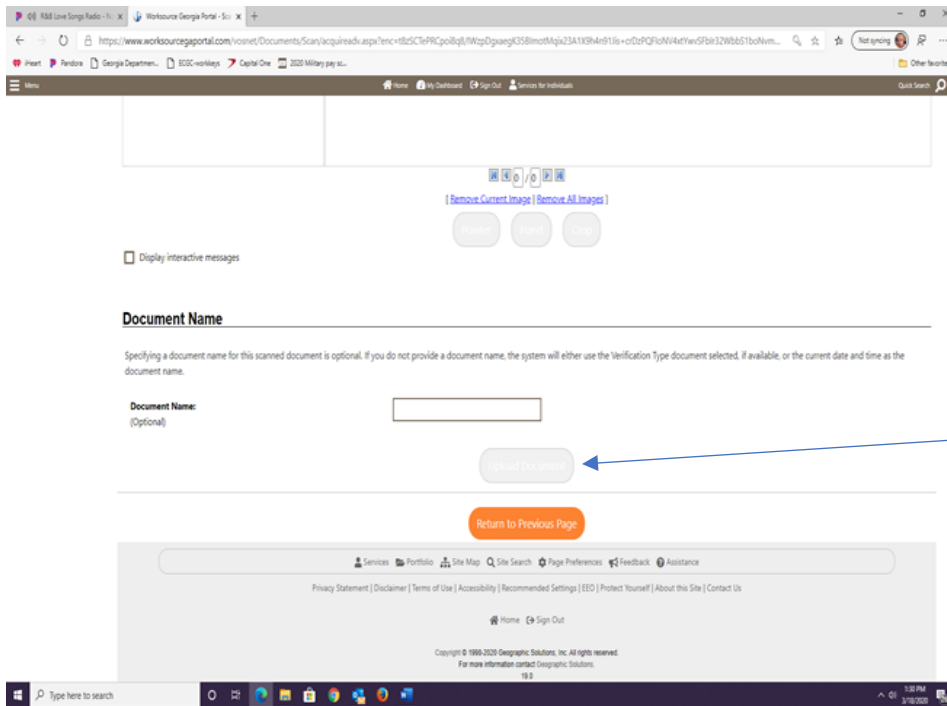 R&B Love Songs Radio - N
Worksource Georgia Portal - Sc
https://www.worksourcegaportal.com/vosnet/Documents/Scan/
Not syncing
iHeart Pandora Georgia Departmen... ECGC-workkeys Capital One 2020 Military pay sc...
Other favorite
Menu
Home My Dashboard Sign Out Services for Individuals
Quick Search
0 / 0
[ Remove Current Image | Remove All Images ]
Pointer Hand Crop
Display interactive messages
Document Name
Specifying a document name for this scanned document is optional. If you do not provide a document name, the system will either use the Verification Type document selected, if available, or the current date and time as the
document name.
Document Name:
(Optional)
Upload Document
Return to Previous Page
Services Portfolio Site Map Site Search Page Preferences Feedback Assistance
Privacy Statement | Disclaimer | Terms of Use | Accessibility | Recommended Settings | EEO | Protect Yourself | About this Site | Contact Us
Home Sign Out
Copyright © 1998-2020 Geographic Solutions, Inc. All rights reserved.
For more information contact Geographic Solutions.
19.0
Type here to search
1:30 PM
3/10/2020